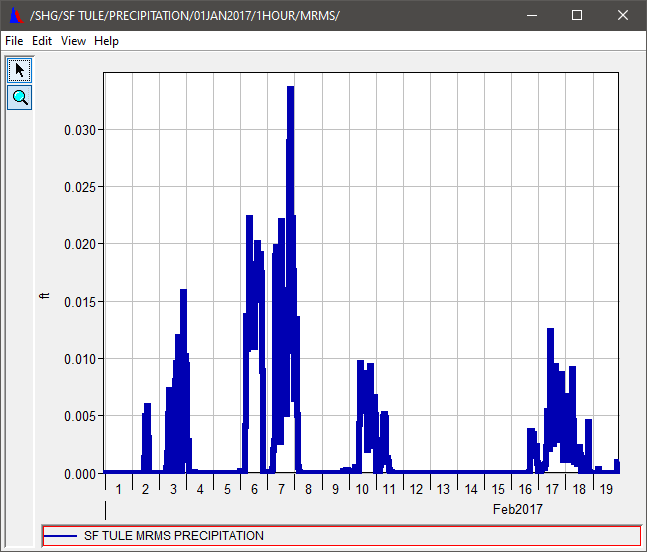 /SHG/SF TULE/PRECIPITATION/01JAN2017/1HOUR/MRMS/
File Edit View Help
0.030
0.025
0.020
0.015
0.010
0.005
0.000
ft
1 2 3 4 5 6 7 8 9 10 11 12 13 14 15 16 17 18 19
Feb2017
SF TULE MRMS PRECIPITATION